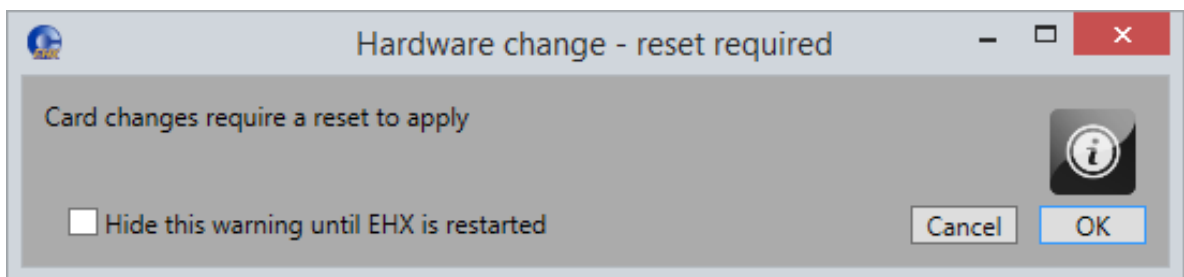 Hardware change - reset required
Card changes require a reset to apply
Hide this warning until EHX is restarted
Cancel
OK